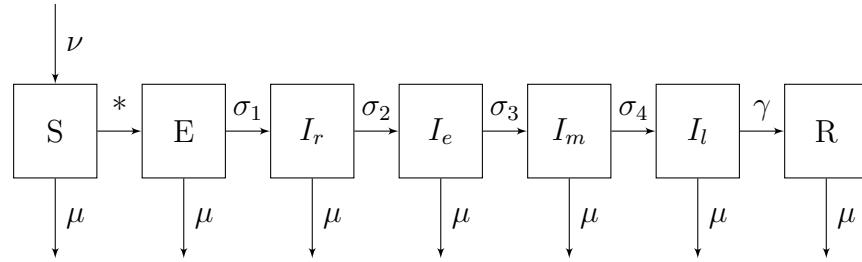 ν
* σ₁ σ₂ σ₃ σ₄ γ
S E Iᵣ Iₑ Iₘ Iₗ R
μ μ μ μ μ μ μ